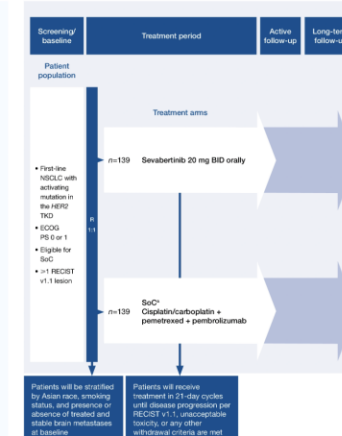 Screening/
baseline
Treatment period
Active
follow-up
Long-ter
follow-u
Patient
population
Treatment arms
• First-line
NSCLC with
activating
mutation in
the HER2
TKD
• ECOG
PS 0 or 1
• Eligible for
SoC
• ≥1 RECIST
v1.1 lesion
R
1:1
n=139 Sevabertinib 20 mg BID orally
n=139 SoC*
Cisplatin/carboplatin +
pemetrexed + pembrolizumab
Patients will be stratified
by Asian race, smoking
status, and presence or
absence of treated and
stable brain metastases
at baseline
Patients will receive
treatment in 21-day cycles
until disease progression per
RECIST v1.1, unacceptable
toxicity, or any other
withdrawal criteria are met